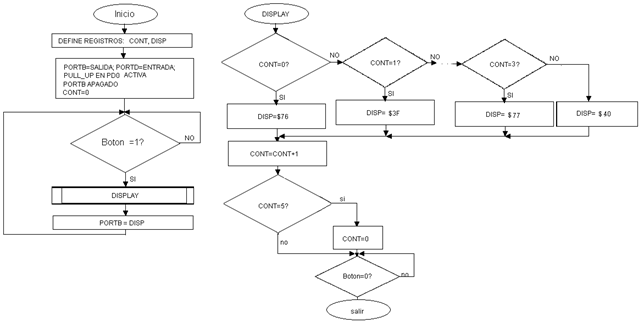 Inicio
DEFINE REGISTROS: CONT, DISP
PORTB=SALIDA; PORTD=ENTRADA;
PULL_UP EN PD0 ACTIVA
PORTB APAGADO
CONT=0
Boton =1?
NO
SI
DISPLAY
PORTB = DISP
DISPLAY
CONT=0?
NO
CONT=1?
NO
CONT=3?
NO
SI
SI
SI
DISP=$76
DISP= $3F
DISP= $77
DISP= $40
CONT=CONT+1
CONT=5?
si
no
CONT=0
Boton=0?
no
salir